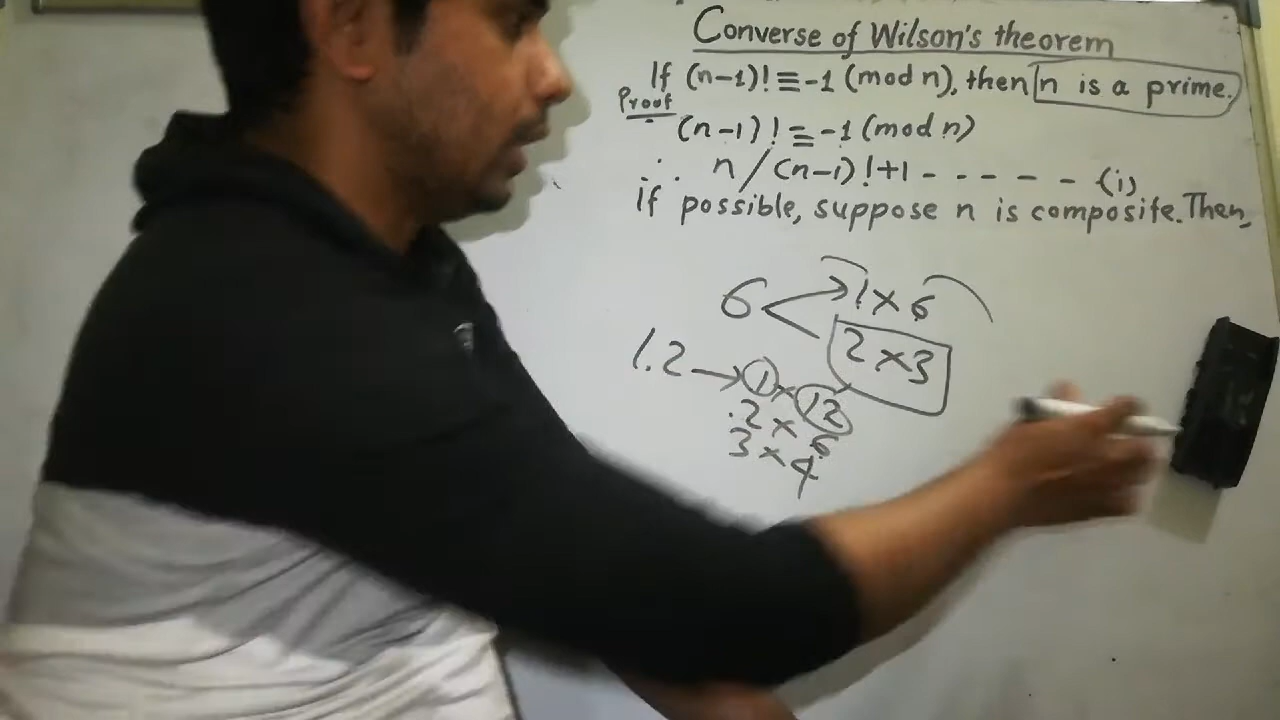 Converse of Wilson's theorem
If (n-1)! ≡ -1 (mod n), then n is a prime.
Proof
(n-1)! ≡ -1 (mod n)
∴ n/(n-1)!+1 - - - - - (i)
If possible, suppose n is composite. Then,
6 1×6
2×3
12 → 1×12
2×6
3×4